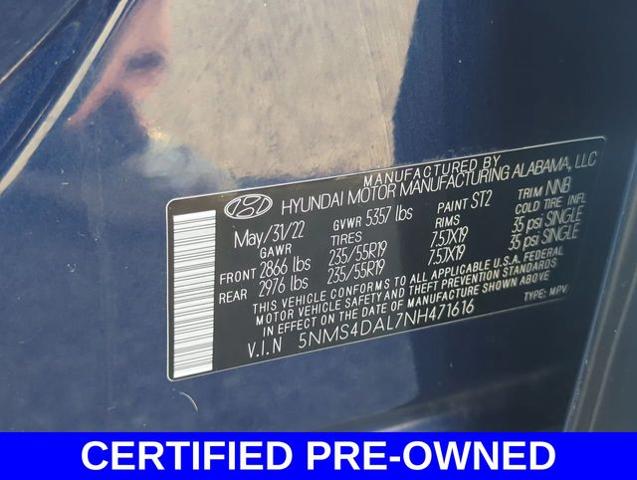 MANUFACTURED BY
HYUNDAI MOTOR MANUFACTURING ALABAMA, LLC
May/31/22 GVWR 5357 lbs PAINT ST2 TRIM NNB
GAWR TIRES RIMS COLD TIRE INFL
FRONT 2866 lbs 235/55R19 7.5JX19 35 psi SINGLE
REAR 2976 lbs 235/55R19 7.5JX19 35 psi SINGLE
THIS VEHICLE CONFORMS TO ALL APPLICABLE U.S.A. FEDERAL
MOTOR VEHICLE SAFETY AND THEFT PREVENTION STANDARDS
IN EFFECT ON THE DATE OF MANUFACTURE SHOWN ABOVE
V.I.N 5NMS4DAL7NH471616 TYPE: MPV
CERTIFIED PRE-OWNED